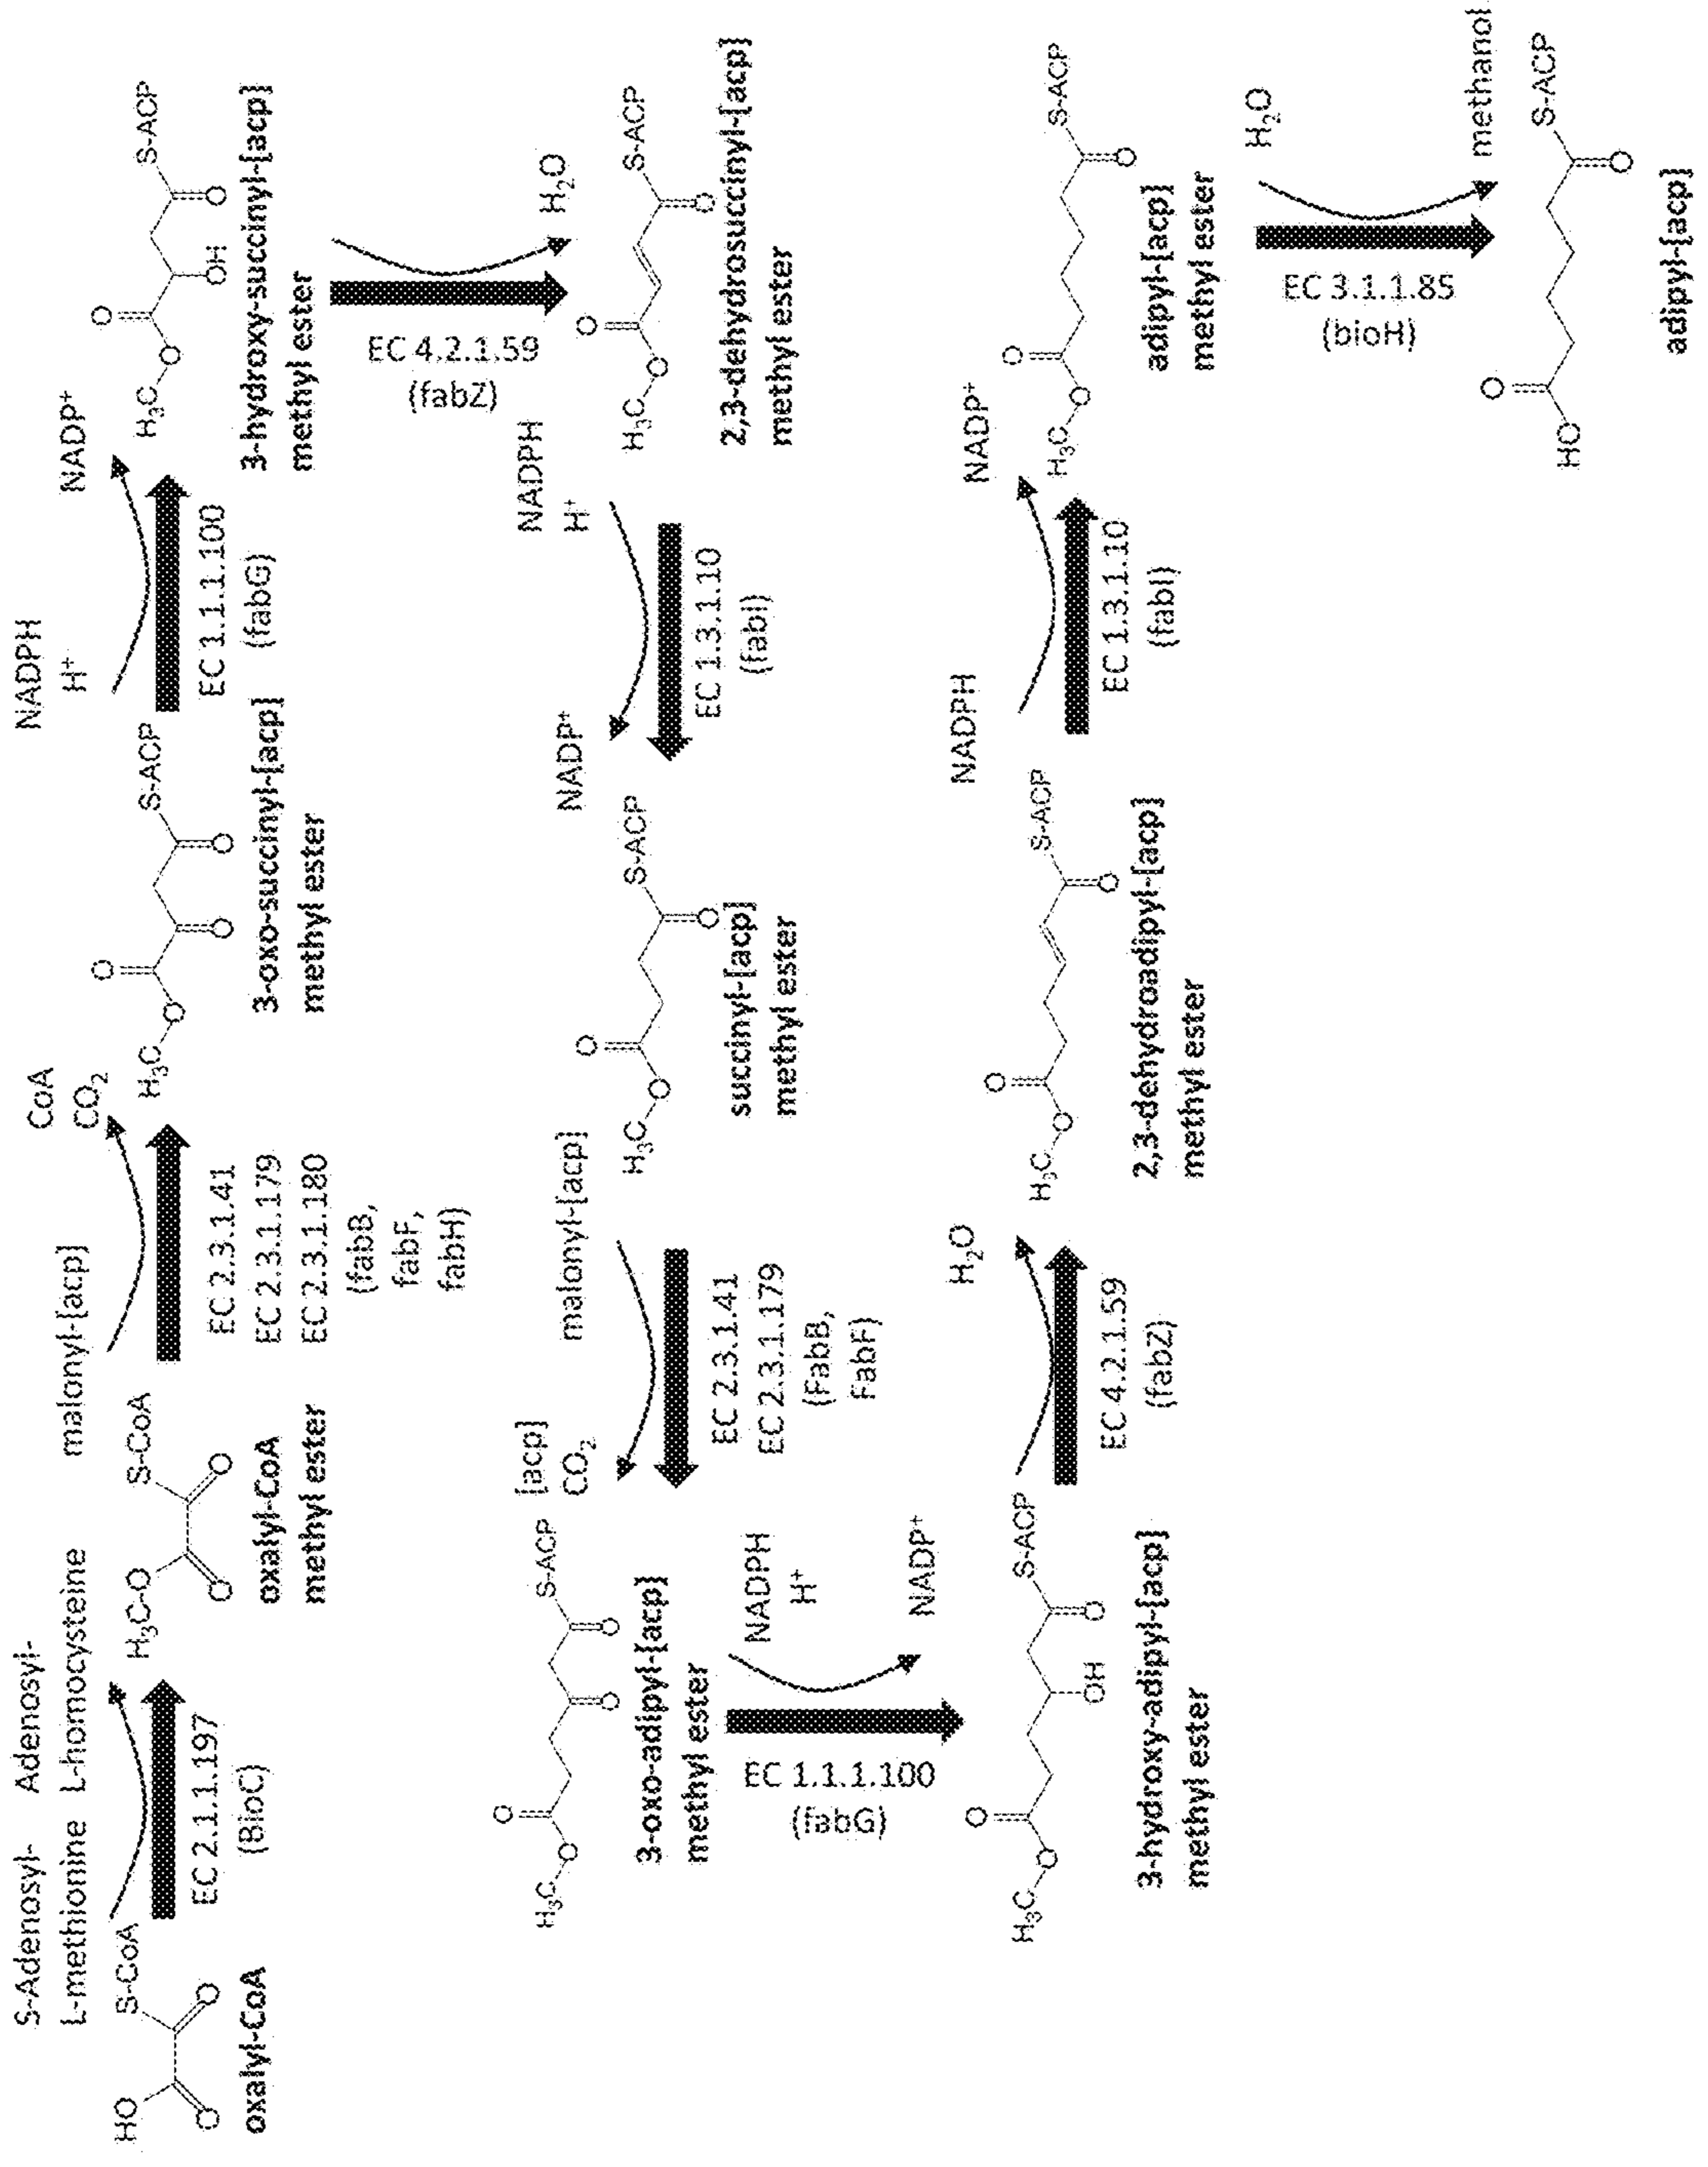 S-Adenosyl-
L-methionine
Adenosyl-
L-homocysteine
HO
S-CoA
O
O
oxalyl-CoA
EC 2.1.1.197
(BioC)
H₃C-O
S-CoA
O
O
oxalyl-CoA
methyl ester
malonyl-[acp]
CoA
CO₂
EC 2.3.1.41
EC 2.3.1.179
EC 2.3.1.180
(fabB,
fabF,
fabH)
H₃C
O
O
O
O
S-ACP
3-oxo-succinyl-[acp]
methyl ester
NADPH
H⁺
NADP⁺
EC 1.1.1.100
(fabG)
H₃C
O
O
OH
O
S-ACP
3-hydroxy-succinyl-[acp]
methyl ester
EC 4.2.1.59
(fabZ)
H₂O
H₃C
O
O
O
S-ACP
2,3-dehydrosuccinyl-[acp]
methyl ester
NADPH
H⁺
NADP⁺
EC 1.3.1.10
(fabI)
H₃C
O
O
O
S-ACP
succinyl-[acp]
methyl ester
malonyl-[acp]
[acp]
CO₂
EC 2.3.1.41
EC 2.3.1.179
(FabB,
FabF)
H₃C
O
O
O
O
S-ACP
3-oxo-adipyl-[acp]
methyl ester
NADPH
H⁺
NADP⁺
EC 1.1.1.100
(fabG)
H₃C
O
O
OH
O
S-ACP
3-hydroxy-adipyl-[acp]
methyl ester
H₂O
EC 4.2.1.59
(fabZ)
H₃C
O
O
O
S-ACP
2,3-dehydroadipyl-[acp]
methyl ester
NADPH
NADP⁺
EC 1.3.1.10
(fabI)
H₃C
O
O
O
S-ACP
adipyl-[acp]
methyl ester
H₂O
methanol
EC 3.1.1.85
(bioH)
HO
O
O
S-ACP
adipyl-[acp]